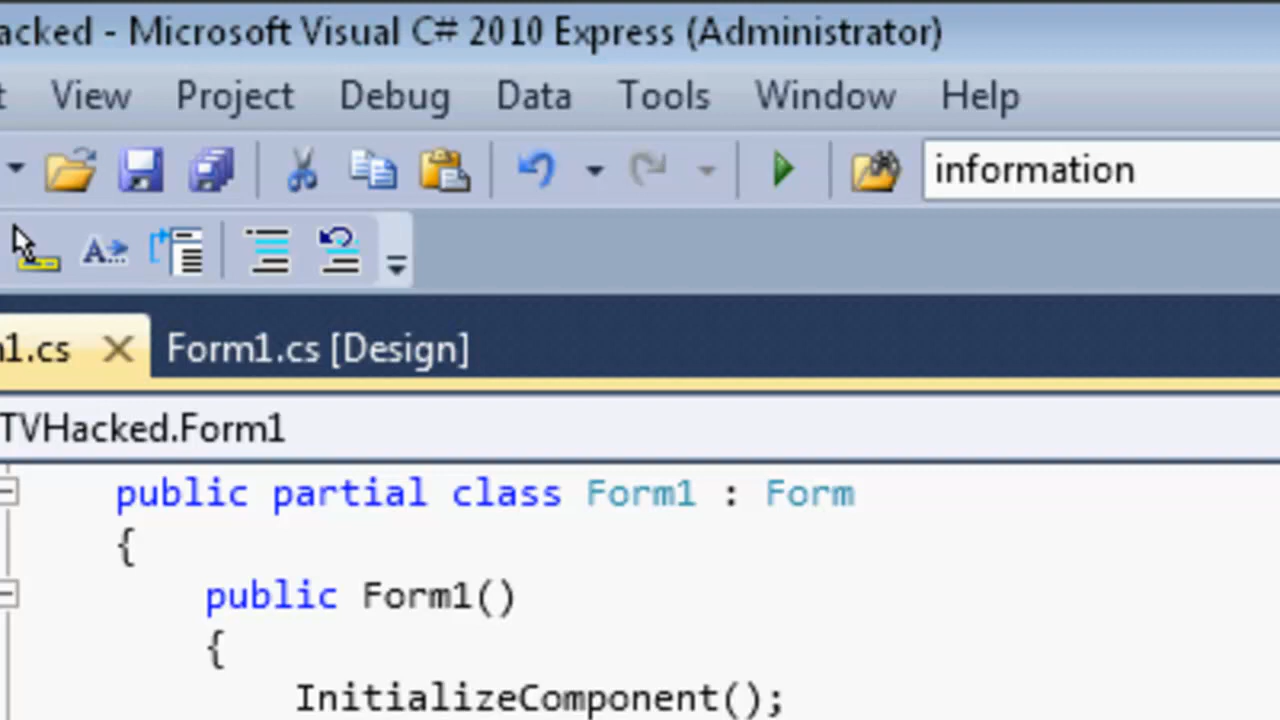 acked - Microsoft Visual C# 2010 Express (Administrator)
t View Project Debug Data Tools Window Help
information
A
m1.cs Form1.cs [Design]
TVHacked.Form1
public partial class Form1 : Form
{
public Form1()
{
InitializeComponent();